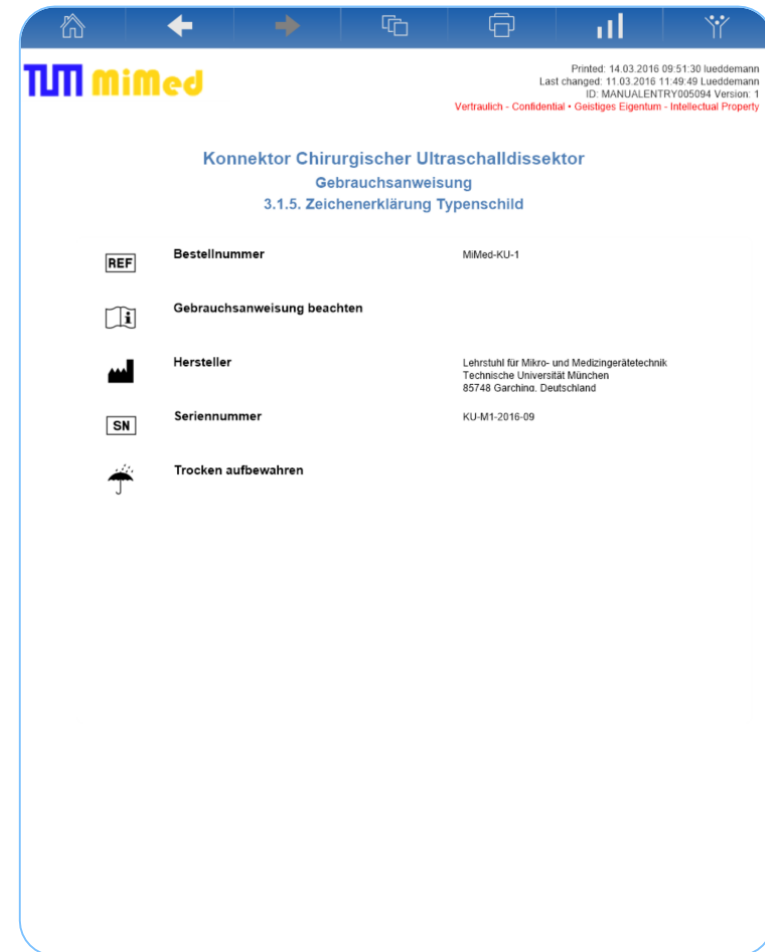 TUM MiMed
Printed: 14.03.2016 09:51:30 lueddemann
Last changed: 11.03.2016 11:49:49 Lueddemann
ID: MANUALENTRY005094 Version: 1
Vertraulich - Confidential • Geistiges Eigentum - Intellectual Property
Konnektor Chirurgischer Ultraschalldissektor
Gebrauchsanweisung
3.1.5. Zeichenerklärung Typenschild
REF Bestellnummer MiMed-KU-1
i Gebrauchsanweisung beachten
Hersteller Lehrstuhl für Mikro- und Medizingerätetechnik
Technische Universität München
85748 Garching, Deutschland
SN Seriennummer KU-M1-2016-09
Trocken aufbewahren